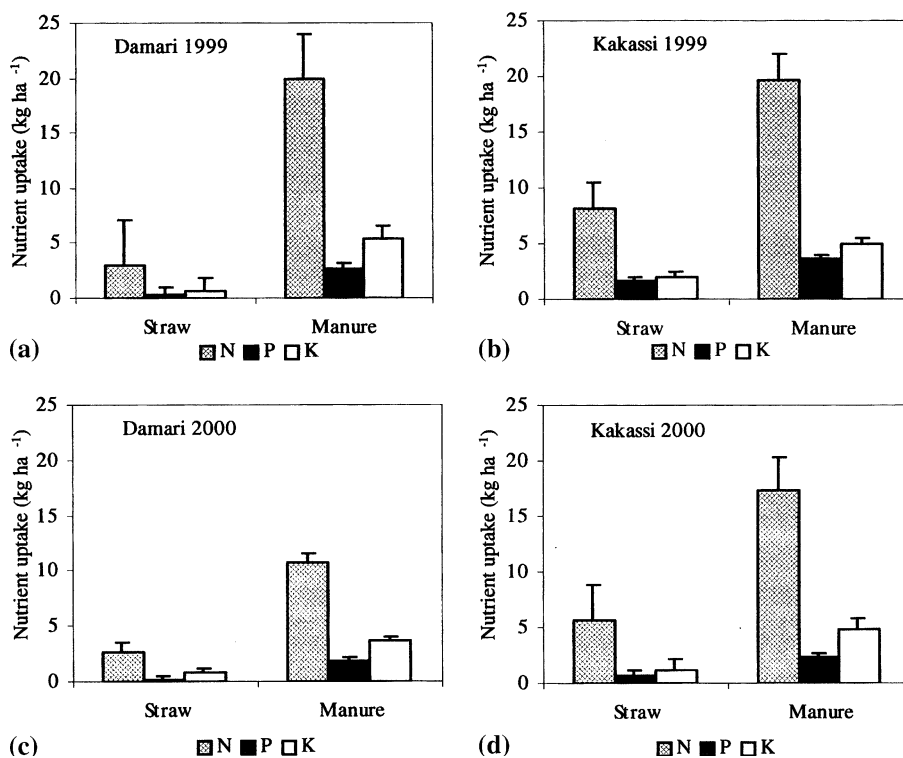 25
20
15
10
5
0
Nutrient uptake (kg ha -1)
Damari 1999
Straw Manure
(a)
N P K
25
20
15
10
5
0
Nutrient uptake (kg ha -1)
Kakassi 1999
Straw Manure
(b)
N P K
25
20
15
10
5
0
Nutrient uptake (kg ha -1)
Damari 2000
Straw Manure
(c)
N P K
25
20
15
10
5
0
Nutrient uptake (kg ha -1)
Kakassi 2000
Straw Manure
(d)
N P K